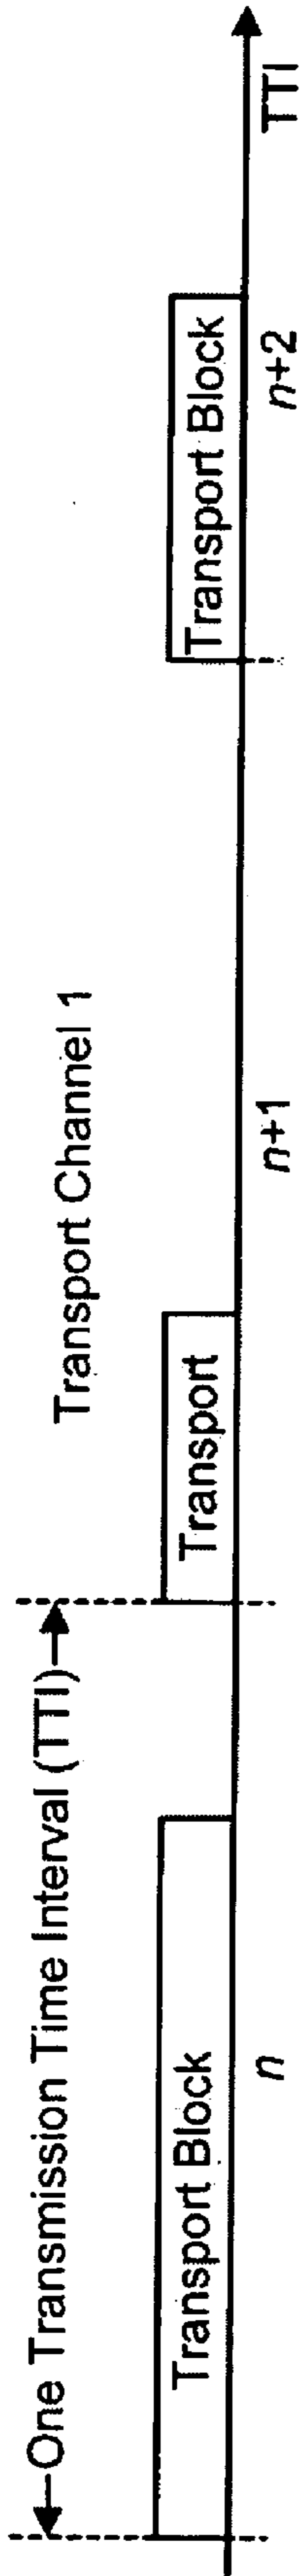 One Transmission Time Interval (TTI)
Transport Channel 1
Transport Block
Transport
Transport Block
n
n+1
n+2
TTI